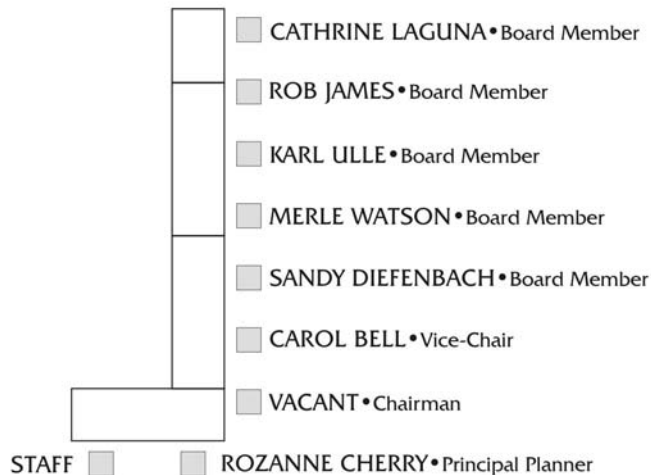 CATHRINE LAGUNA•Board Member
ROB JAMES•Board Member
KARL ULLE•Board Member
MERLE WATSON•Board Member
SANDY DIEFENBACH•Board Member
CAROL BELL•Vice-Chair
VACANT•Chairman
STAFF ROZANNE CHERRY•Principal Planner